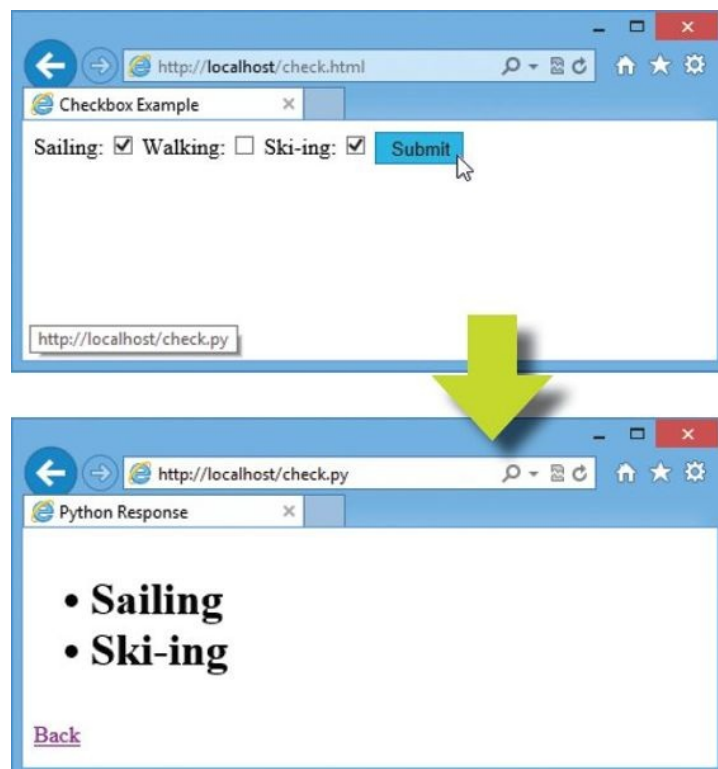 http://localhost/check.html
Checkbox Example
Sailing: Walking: Ski-ing: Submit
http://localhost/check.py
http://localhost/check.py
Python Response
• Sailing
• Ski-ing
Back